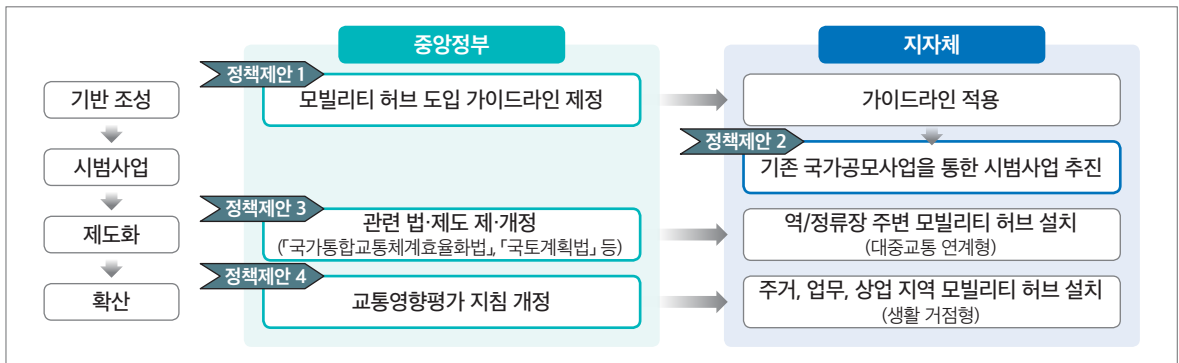 중앙정부
지자체
기반 조성
정책제안 1
모빌리티 허브 도입 가이드라인 제정
가이드라인 적용
시범사업
정책제안 2
기존 국가공모사업을 통한 시범사업 추진
제도화
정책제안 3
관련 법·제도 제·개정
(「국가통합교통체계효율화법」, 「국토계획법」 등)
역/정류장 주변 모빌리티 허브 설치
(대중교통 연계형)
확산
정책제안 4
교통영향평가 지침 개정
주거, 업무, 상업 지역 모빌리티 허브 설치
(생활 거점형)